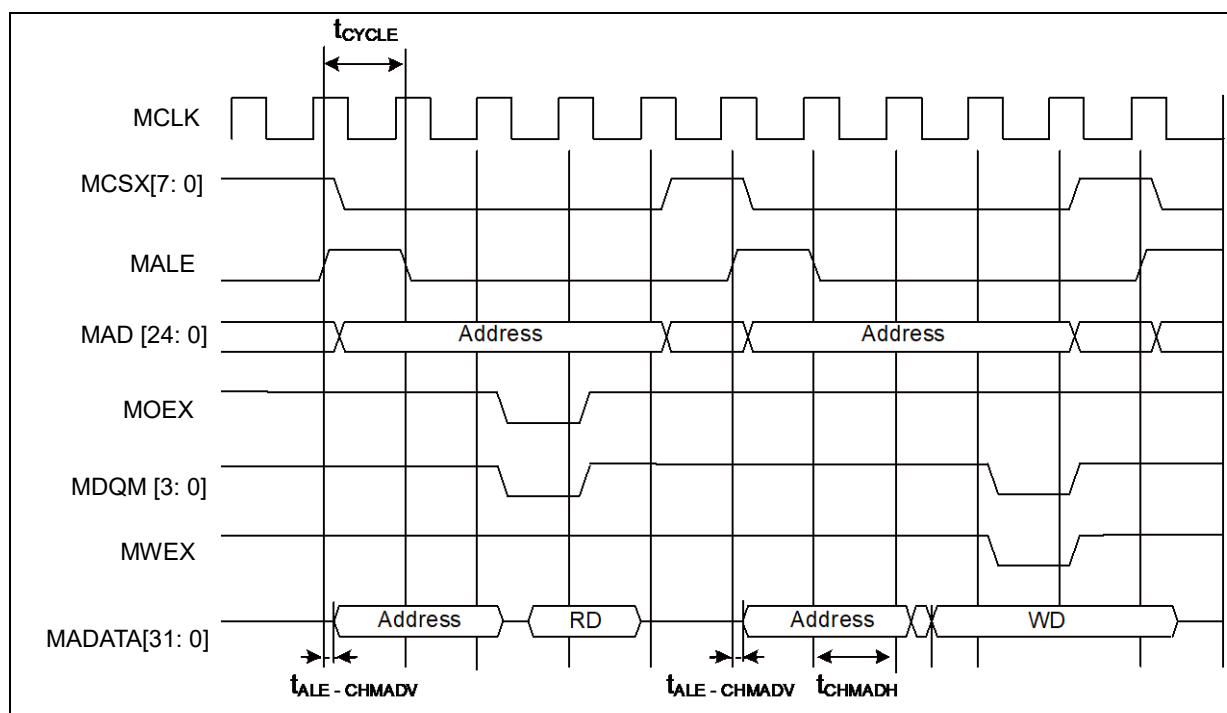 tCYCLE
MCLK
MCSX[7: 0]
MALE
MAD [24: 0] Address Address
MOEX
MDQM [3: 0]
MWEX
MADATA[31: 0] Address RD Address WD
tALE - CHMADV tALE - CHMADV tCHMADH